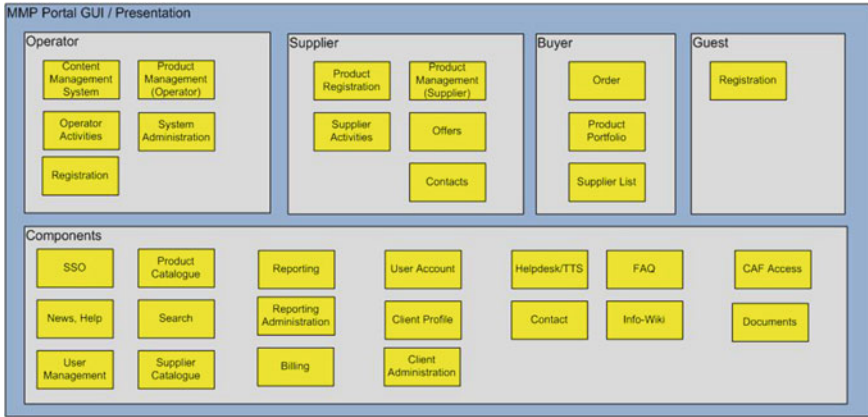 MMP Portal GUI / Presentation
Operator
Content
Management
System
Product
Management
(Operator)
Operator
Activities
System
Administration
Registration
Supplier
Product
Registration
Product
Management
(Supplier)
Supplier
Activities
Offers
Contacts
Buyer
Order
Product
Portfolio
Supplier List
Guest
Registration
Components
SSO
Product
Catalogue
Reporting
User Account
Helpdesk/TTS
FAQ
CAF Access
News, Help
Search
Reporting
Administration
Client Profile
Contact
Info-Wiki
Documents
User
Management
Supplier
Catalogue
Billing
Client
Administration